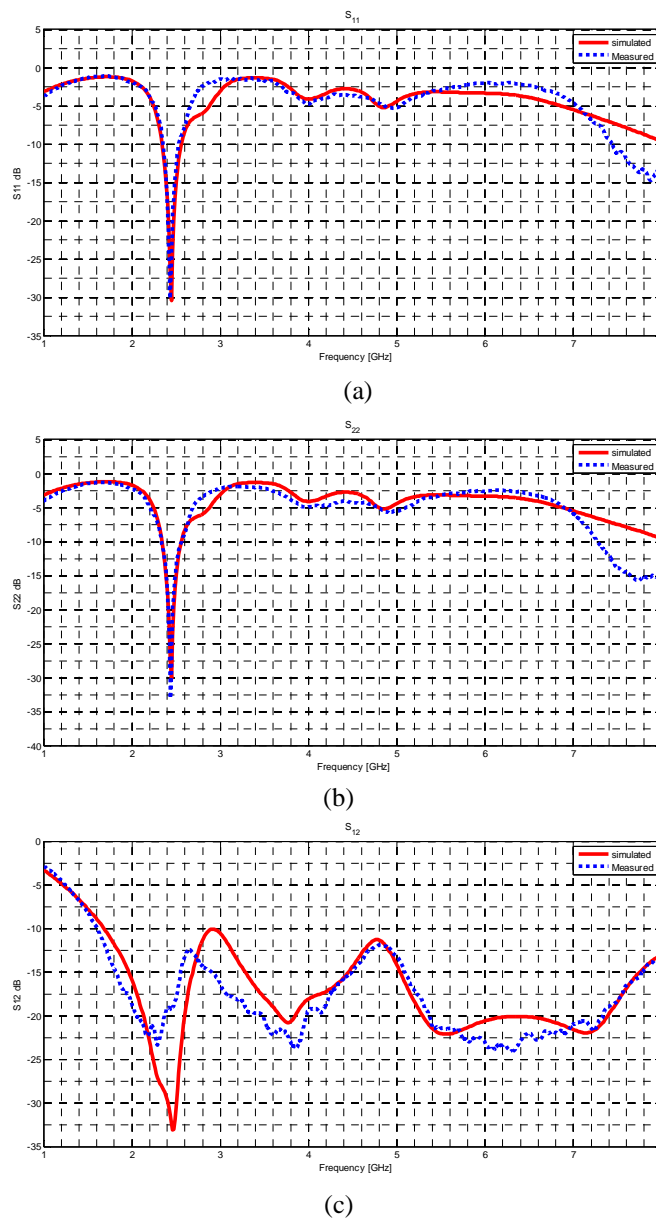 S11
5
0
-5
-10
-15
-20
-25
-30
-35
S11 dB
simulated
Measured
1 2 3 4 5 6 7
Frequency [GHz]
(a)
S22
5
0
-5
-10
-15
-20
-25
-30
-35
-40
S22 dB
simulated
Measured
1 2 3 4 5 6 7
Frequency [GHz]
(b)
S12
0
-5
-10
-15
-20
-25
-30
-35
S12 dB
simulated
Measured
1 2 3 4 5 6 7
Frequency [GHz]
(c)